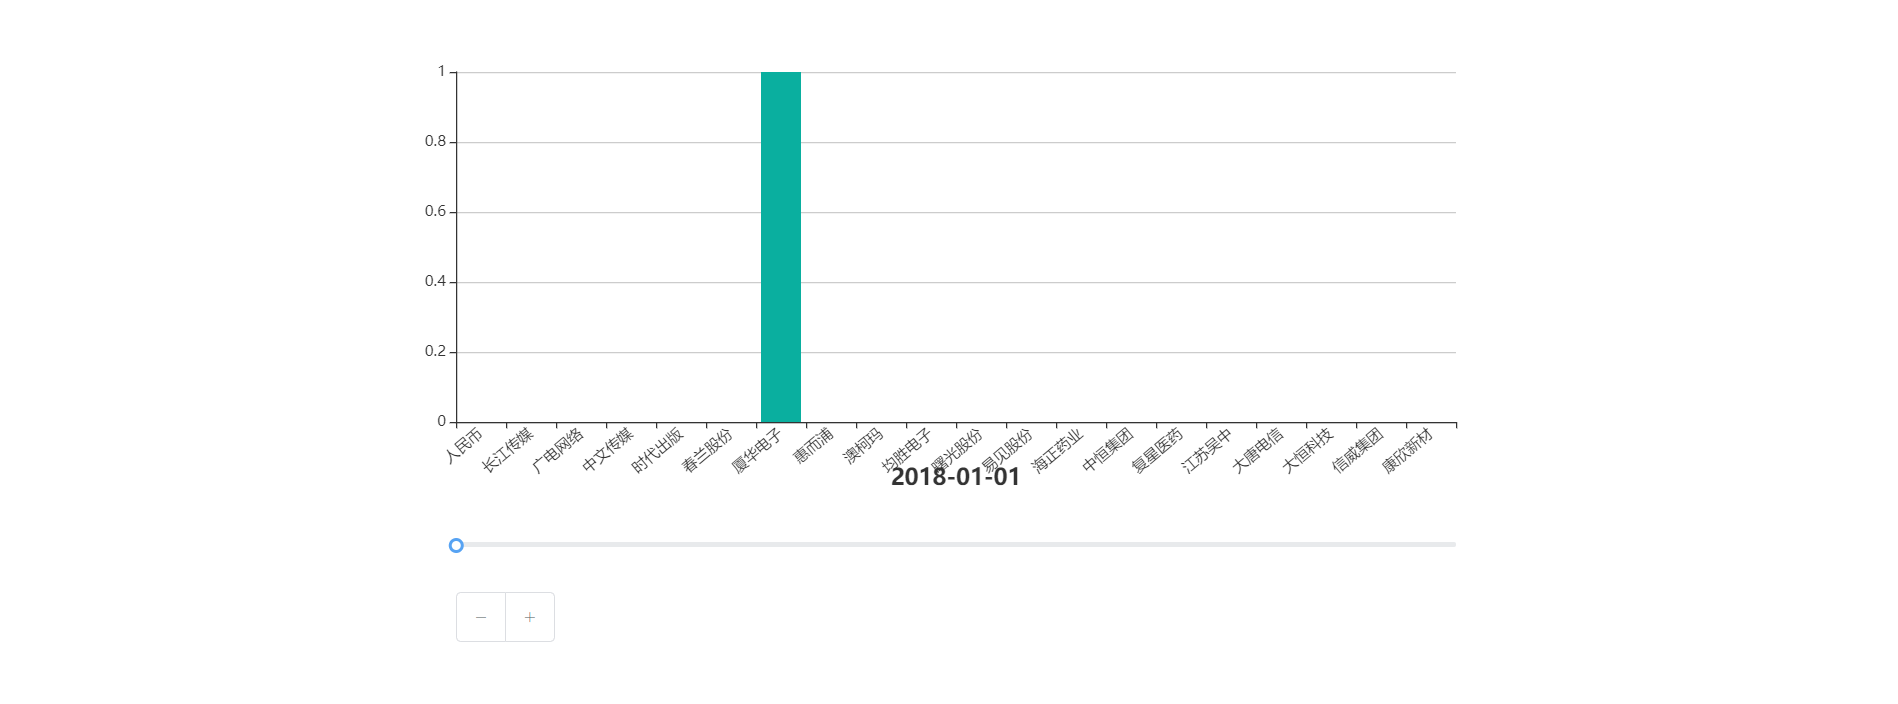 1
0.8
0.6
0.4
0.2
0
人民币
长江传媒
广电网络
中文传媒
时代出版
春兰股份
厦华电子
惠而浦
澳柯玛
均胜电子
曙光股份
易见股份
海正药业
中恒集团
复星医药
江苏吴中
大唐电信
大恒科技
信威集团
康欣新材
2018-01-01
− +